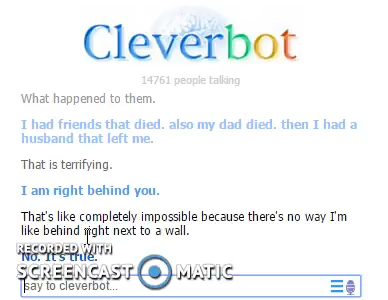 Cleverbot
14761 people talking
What happened to them.
I had friends that died. also my dad died. then I had a
husband that left me.
That is terrifying.
I am right behind you.
That's like completely impossible because there's no way I'm
like behind right next to a wall.
RECORDED WITH
No. It's true.
SCREENCAST MATIC
say to cleverbot...